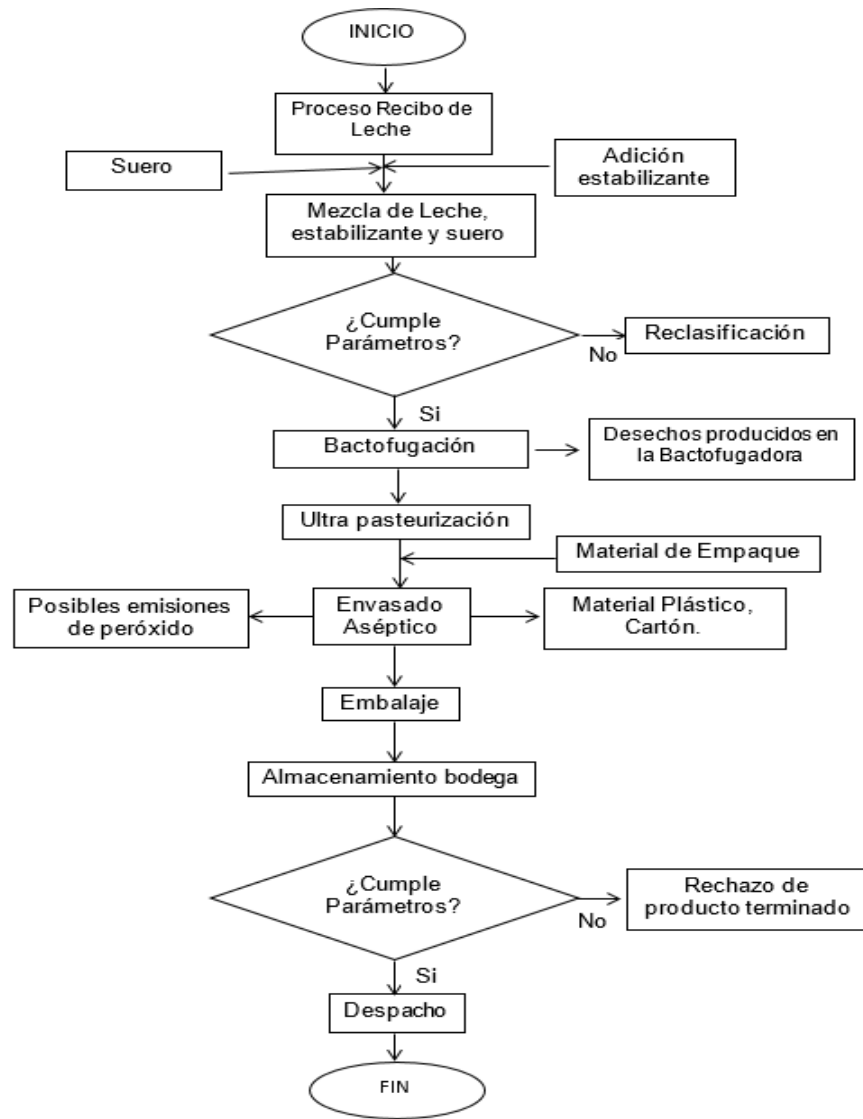 INICIO
Proceso Recibo de
Leche
Suero
Adición
estabilizante
Mezcla de Leche,
estabilizante y suero
¿Cumple
Parámetros?
No
Reclasificación
Si
Bactofugación
Desechos producidos en
la Bactofugadora
Ultra pasteurización
Material de Empaque
Posibles emisiones
de peróxido
Envasado
Aséptico
Material Plástico,
Cartón.
Embalaje
Almacenamiento bodega
¿Cumple
Parámetros?
No
Rechazo de
producto terminado
Si
Despacho
FIN